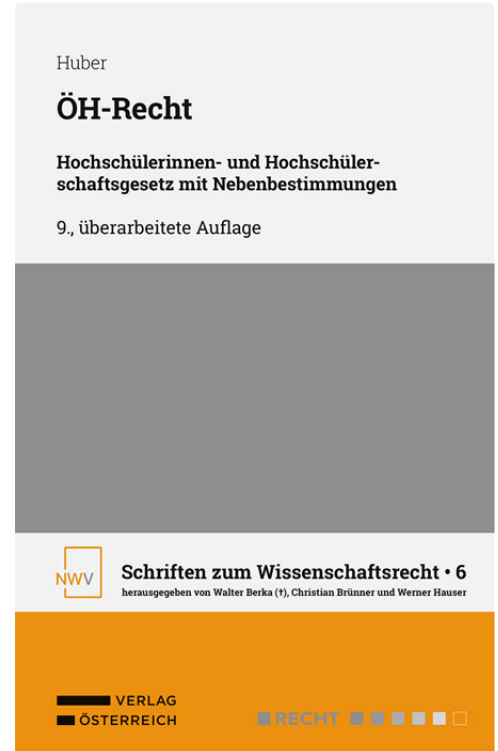 Huber
ÖH-Recht
Hochschülerinnen- und Hochschüler-
schaftsgesetz mit Nebenbestimmungen
9., überarbeitete Auflage
NWV
Schriften zum Wissenschaftsrecht • 6
herausgegeben von Walter Berka (†), Christian Brünner und Werner Hauser
VERLAG
ÖSTERREICH
RECHT